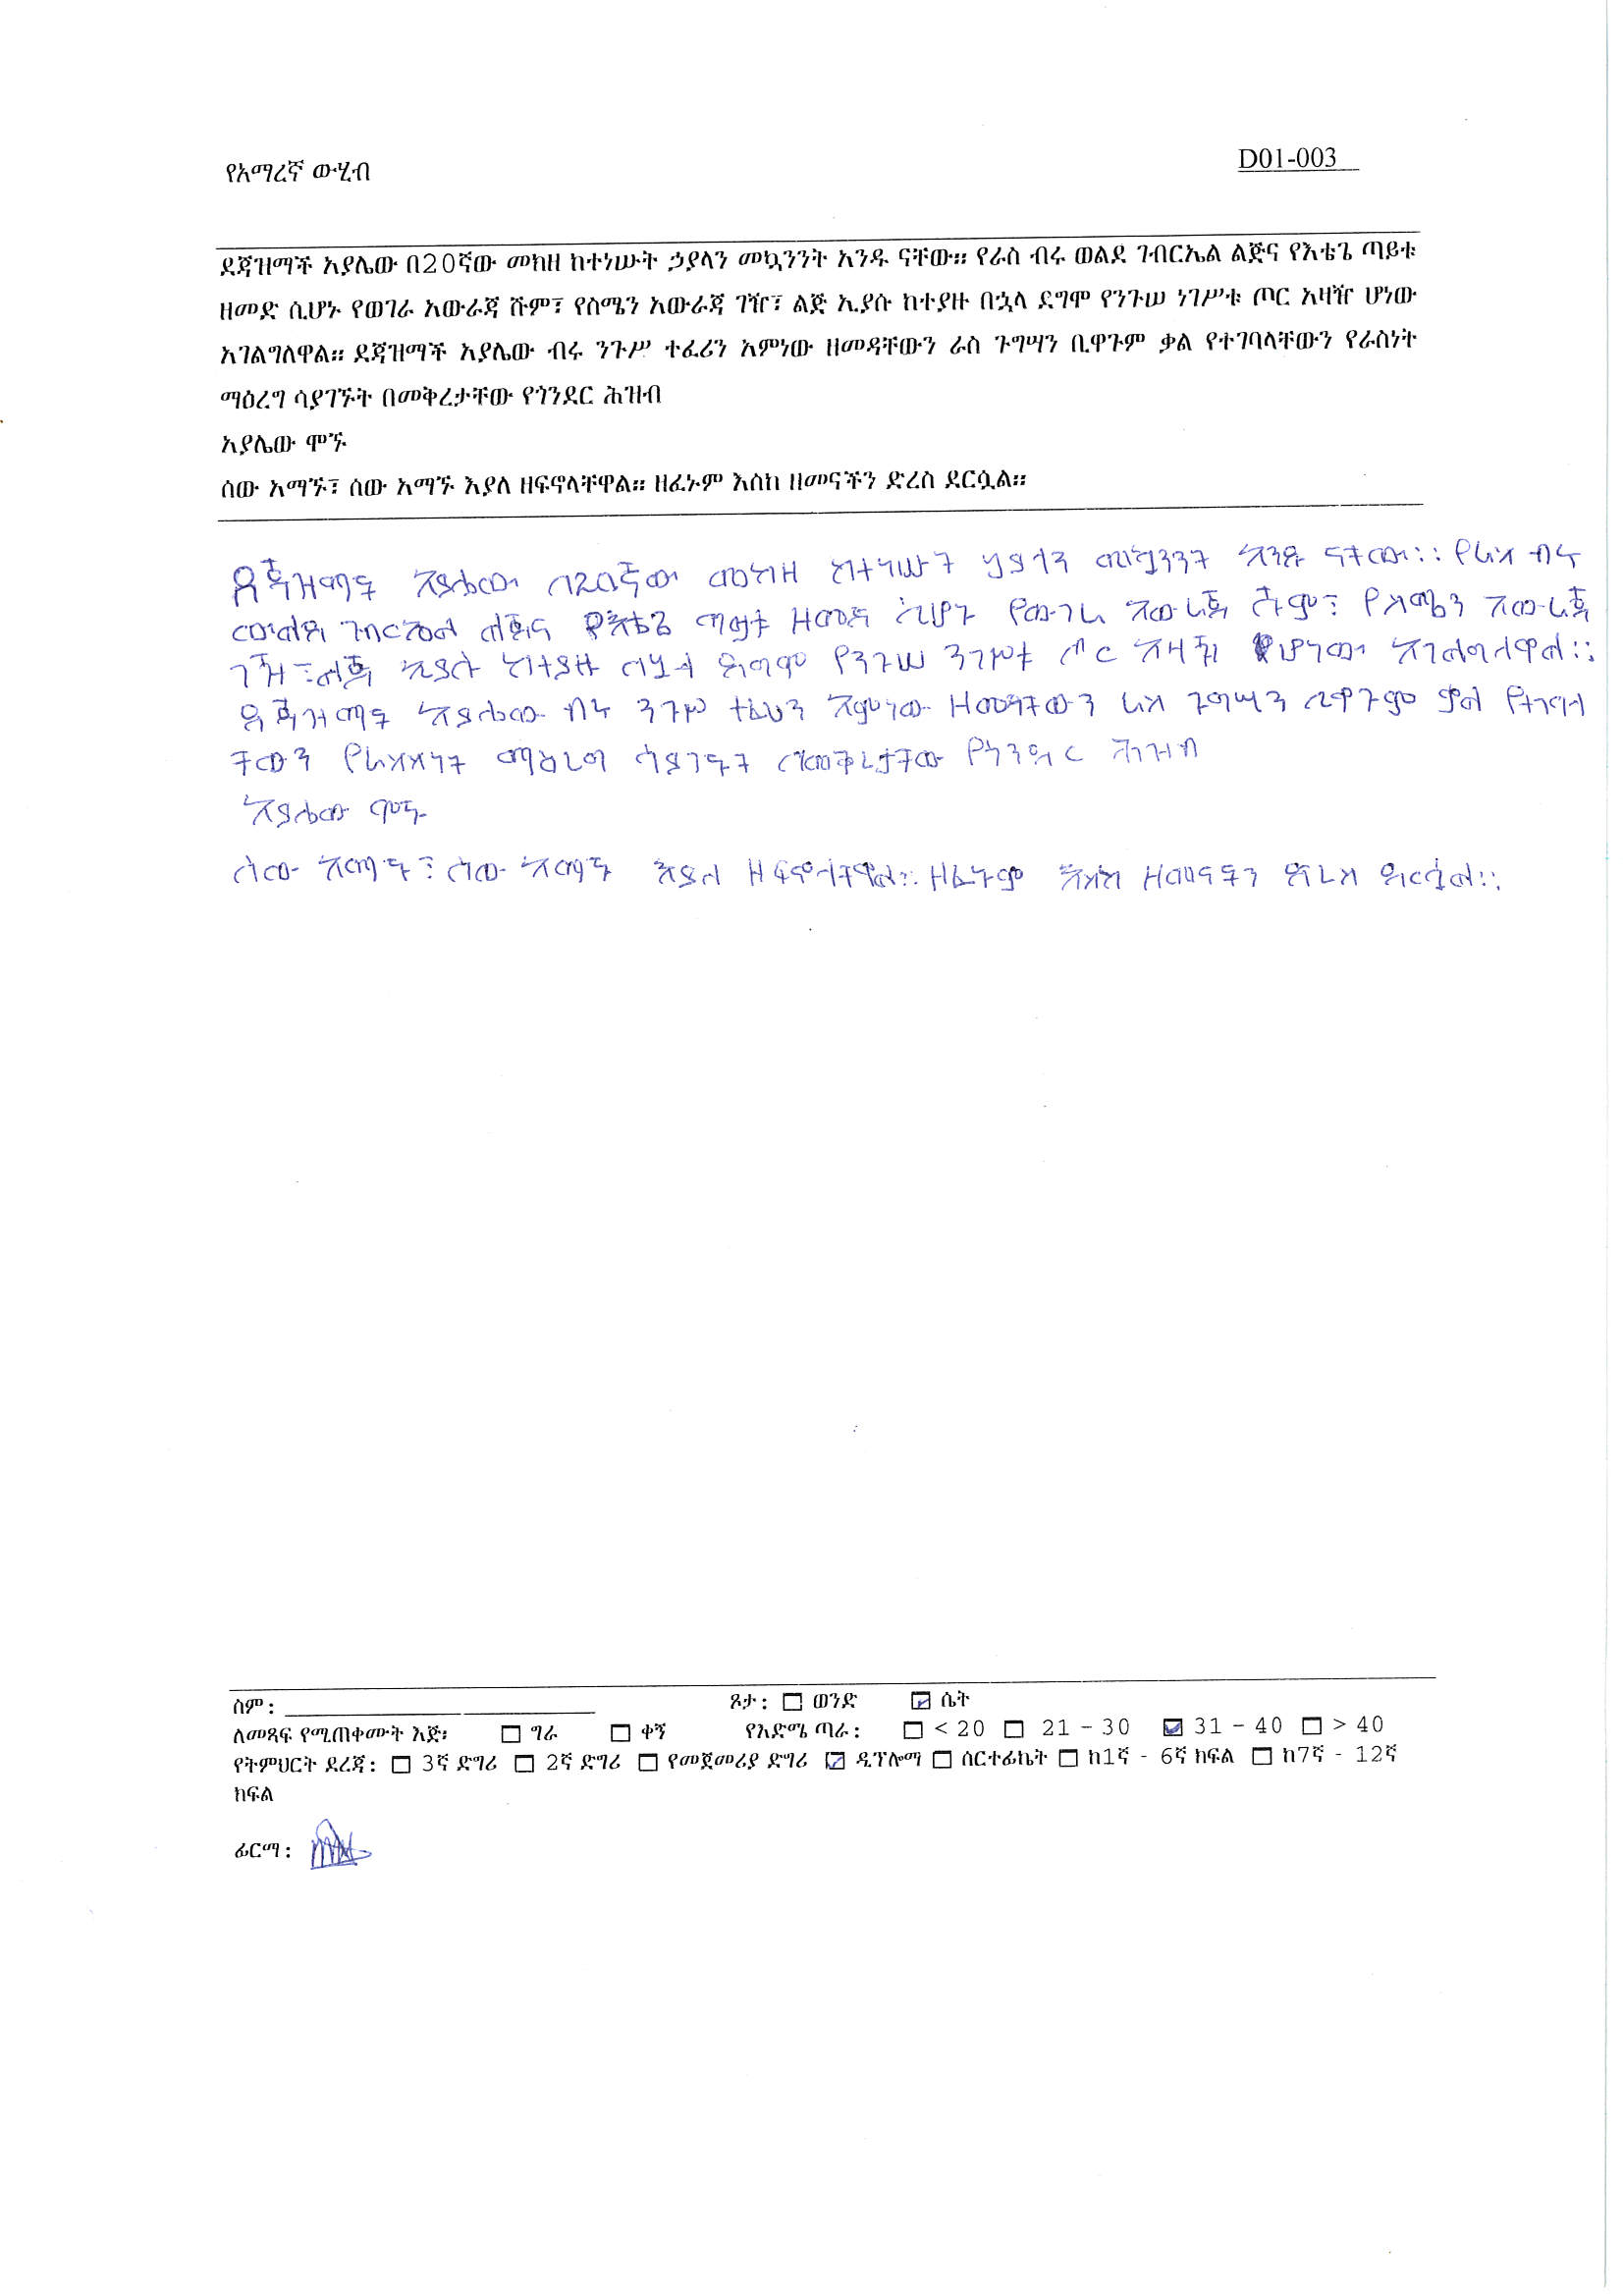 የአማረኛ ውሂብ
D01-003
ደጃዝማች አያሌው በ20ኛው መክዘ ከተነሡት ኃያላን መኳንንት አንዱ ናቸው። የራስ ብሩ ወልደ ገብርኤል ልጅና የእቴጌ ጣይቱ
ዘመድ ሲሆኑ የወገራ አውራጃ ሹም፣ የስሜን አውራጃ ገዥ፣ ልጅ ኢያሱ ከተያዙ በኋላ ደግሞ የንጉሠ ነገሥቱ ጦር አዛዥ ሆነው
አገልግለዋል። ደጃዝማች አያሌው ብሩ ንጉሥ ተፈሪን አምነው ዘመዳቸውን ራስ ጉግሣን ቢዋጉም ቃል የተገባላቸውን የራስነት
ማዕረግ ሳያገኙት በመቅረታቸው የጎንደር ሕዝብ
አያሌው ሞኙ
ሰው አማኙ፣ ሰው አማኙ እያለ ዘፍኖላቸዋል። ዘፈኑም እስከ ዘመናችን ድረስ ደርሷል።
ደጃዝማች አያሌው በ20ኛው መክዘ ከተነሡት ኃያላን መኳንንት አንዱ ናቸው። የራስ ብሩ
ወልደ ገብርኤል ልጅና የእቴጌ ጣይቱ ዘመድ ሲሆኑ የወገራ አውራጃ ሹም፣ የስሜን አውራጃ
ገዥ፣ ልጅ ኢያሱ ከተያዙ በኋላ ደግሞ የንጉሠ ንገሥቱ ጦር አዛዥ ሆነው አገልግለዋል።
ደጃዝማች አያሌው ብሩ ንጉሥ ተፈሪን አምነው ዘመዳቸውን ራስ ጉግሣን ቢዋጉም ቃል የተገባላ
ቸውን የራስስነት ማዕረግ ሳያገኙት በመቅረታቸው የጎንደር ሕዝብ
አያሌው ሞኙ
ሰው አማኙ፣ ሰው አማኙ እያለ ዘፍኖላቸዋል። ዘፈኑም እስከ ዘመናችን ድረስ ደርሷል።
ስም: 	ጾታ: ☐ ወንድ ☑ ሴት
ለመጻፍ የሚጠቀሙት እጅ፡ ☐ ግራ ☐ ቀኝ የእድሜ ጣራ: ☐ < 20 ☐ 21 – 30 ☑ 31 – 40 ☐ > 40
የትምህርት ደረጃ: ☐ 3ኛ ድግሪ ☐ 2ኛ ድግሪ ☐ የመጀመሪያ ድግሪ ☑ ዲፕሎማ ☐ ሰርተፊኬት ☐ ከ1ኛ - 6ኛ ክፍል ☐ ከ7ኛ - 12ኛ
ክፍል
ፊርማ: